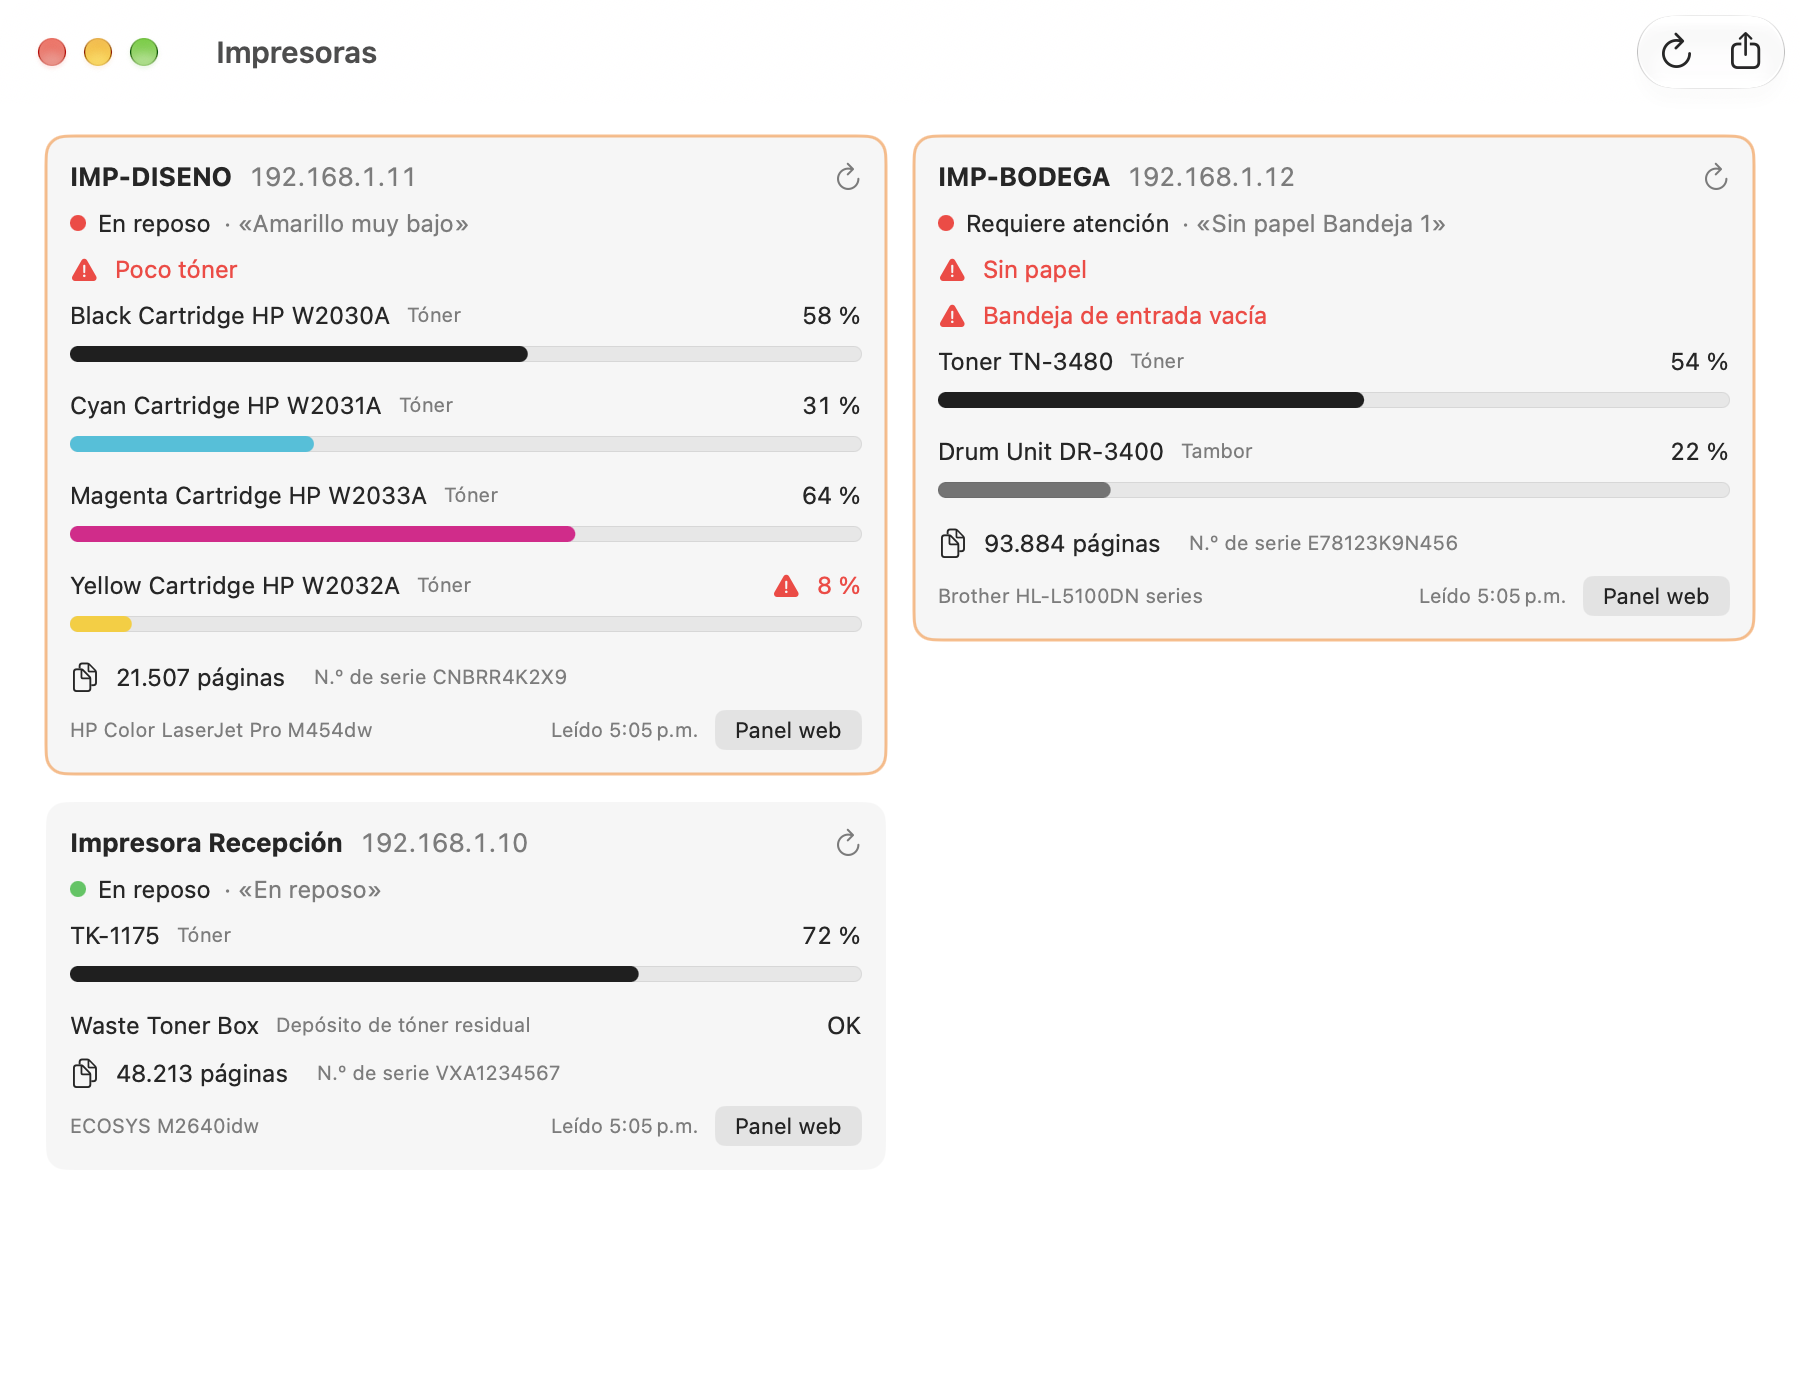 Impresoras
IMP-DISENO 192.168.1.11
En reposo · «Amarillo muy bajo»
Poco tóner
Black Cartridge HP W2030A Tóner 58 %
Cyan Cartridge HP W2031A Tóner 31 %
Magenta Cartridge HP W2033A Tóner 64 %
Yellow Cartridge HP W2032A Tóner 8 %
21.507 páginas N.º de serie CNBRR4K2X9
HP Color LaserJet Pro M454dw Leído 5:05 p.m. Panel web
IMP-BODEGA 192.168.1.12
Requiere atención · «Sin papel Bandeja 1»
Sin papel
Bandeja de entrada vacía
Toner TN-3480 Tóner 54 %
Drum Unit DR-3400 Tambor 22 %
93.884 páginas N.º de serie E78123K9N456
Brother HL-L5100DN series Leído 5:05 p.m. Panel web
Impresora Recepción 192.168.1.10
En reposo · «En reposo»
TK-1175 Tóner 72 %
Waste Toner Box Depósito de tóner residual OK
48.213 páginas N.º de serie VXA1234567
ECOSYS M2640idw Leído 5:05 p.m. Panel web